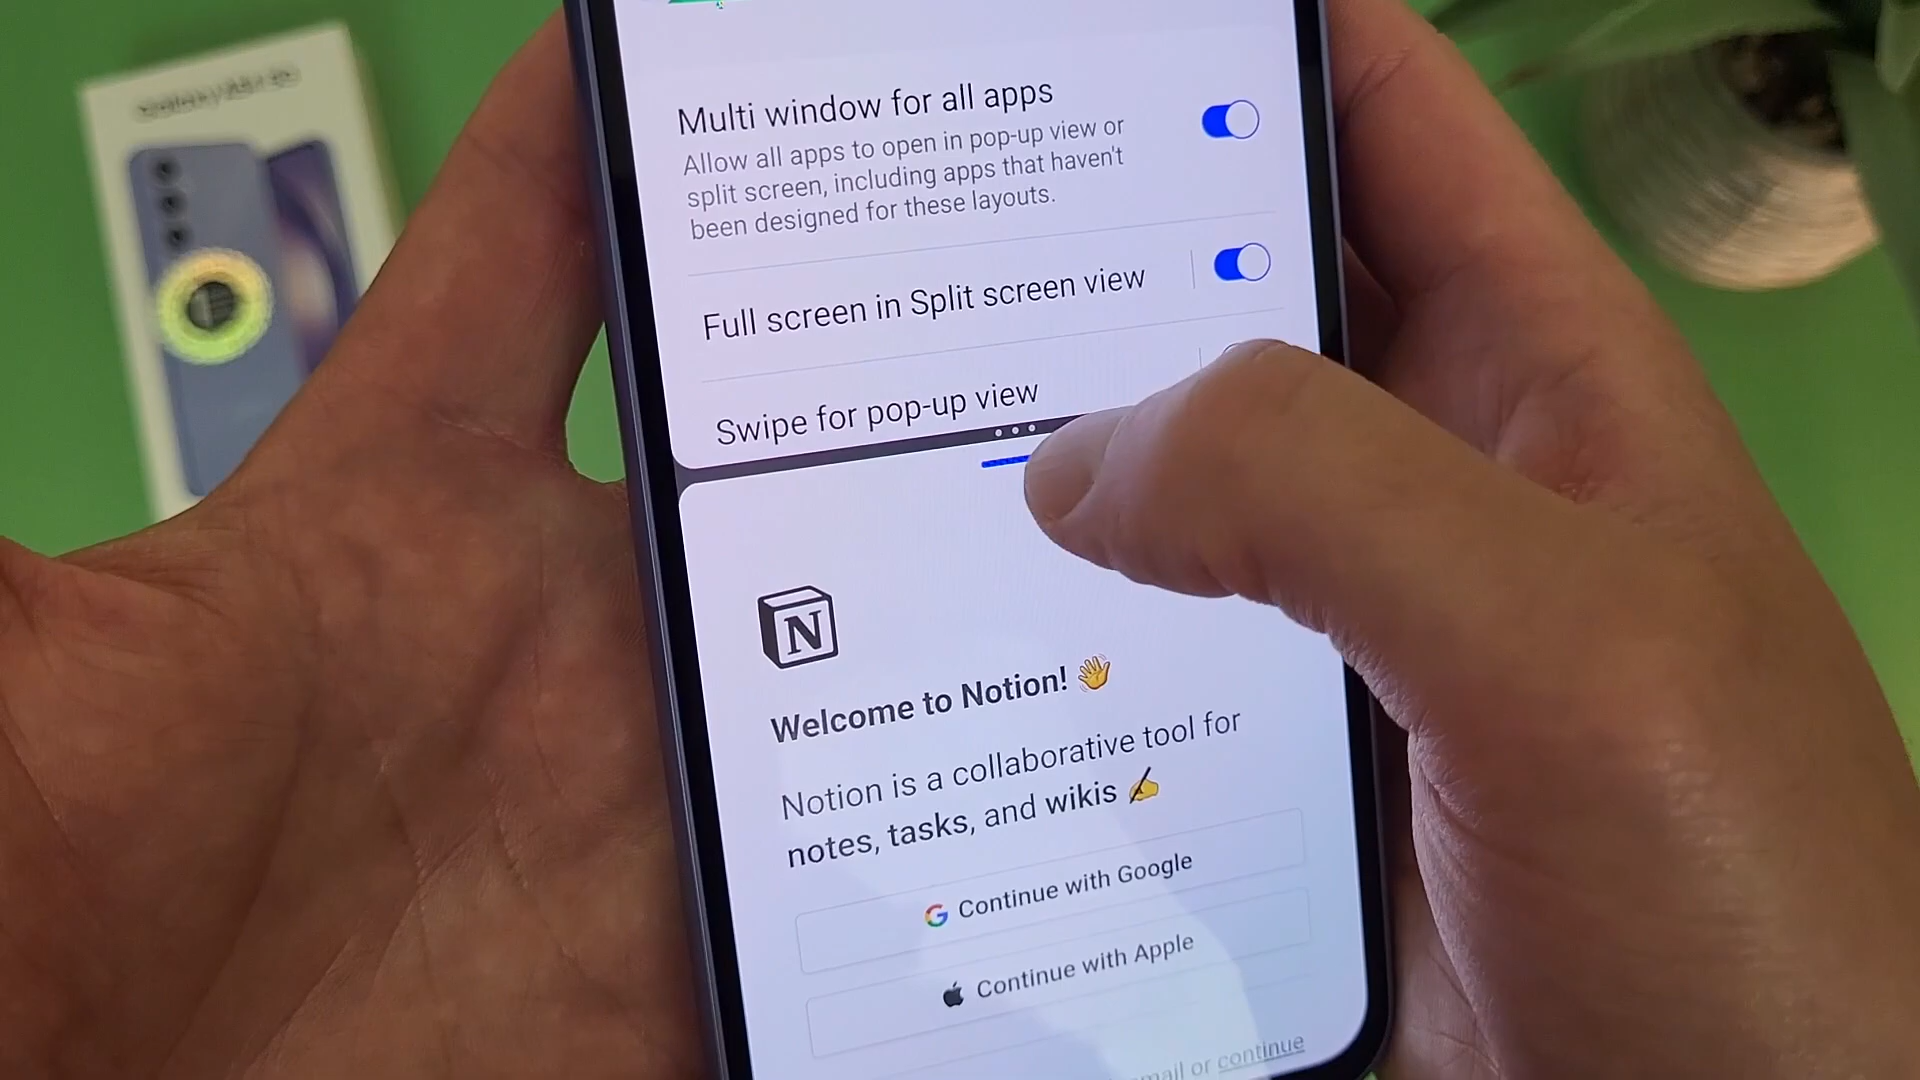 Multi window for all apps
Allow all apps to open in pop-up view or
split screen, including apps that haven't
been designed for these layouts.
Full screen in Split screen view
Swipe for pop-up view
N
Welcome to Notion! 👋
Notion is a collaborative tool for
notes, tasks, and wikis ✍️
G Continue with Google
Continue with Apple
or continue